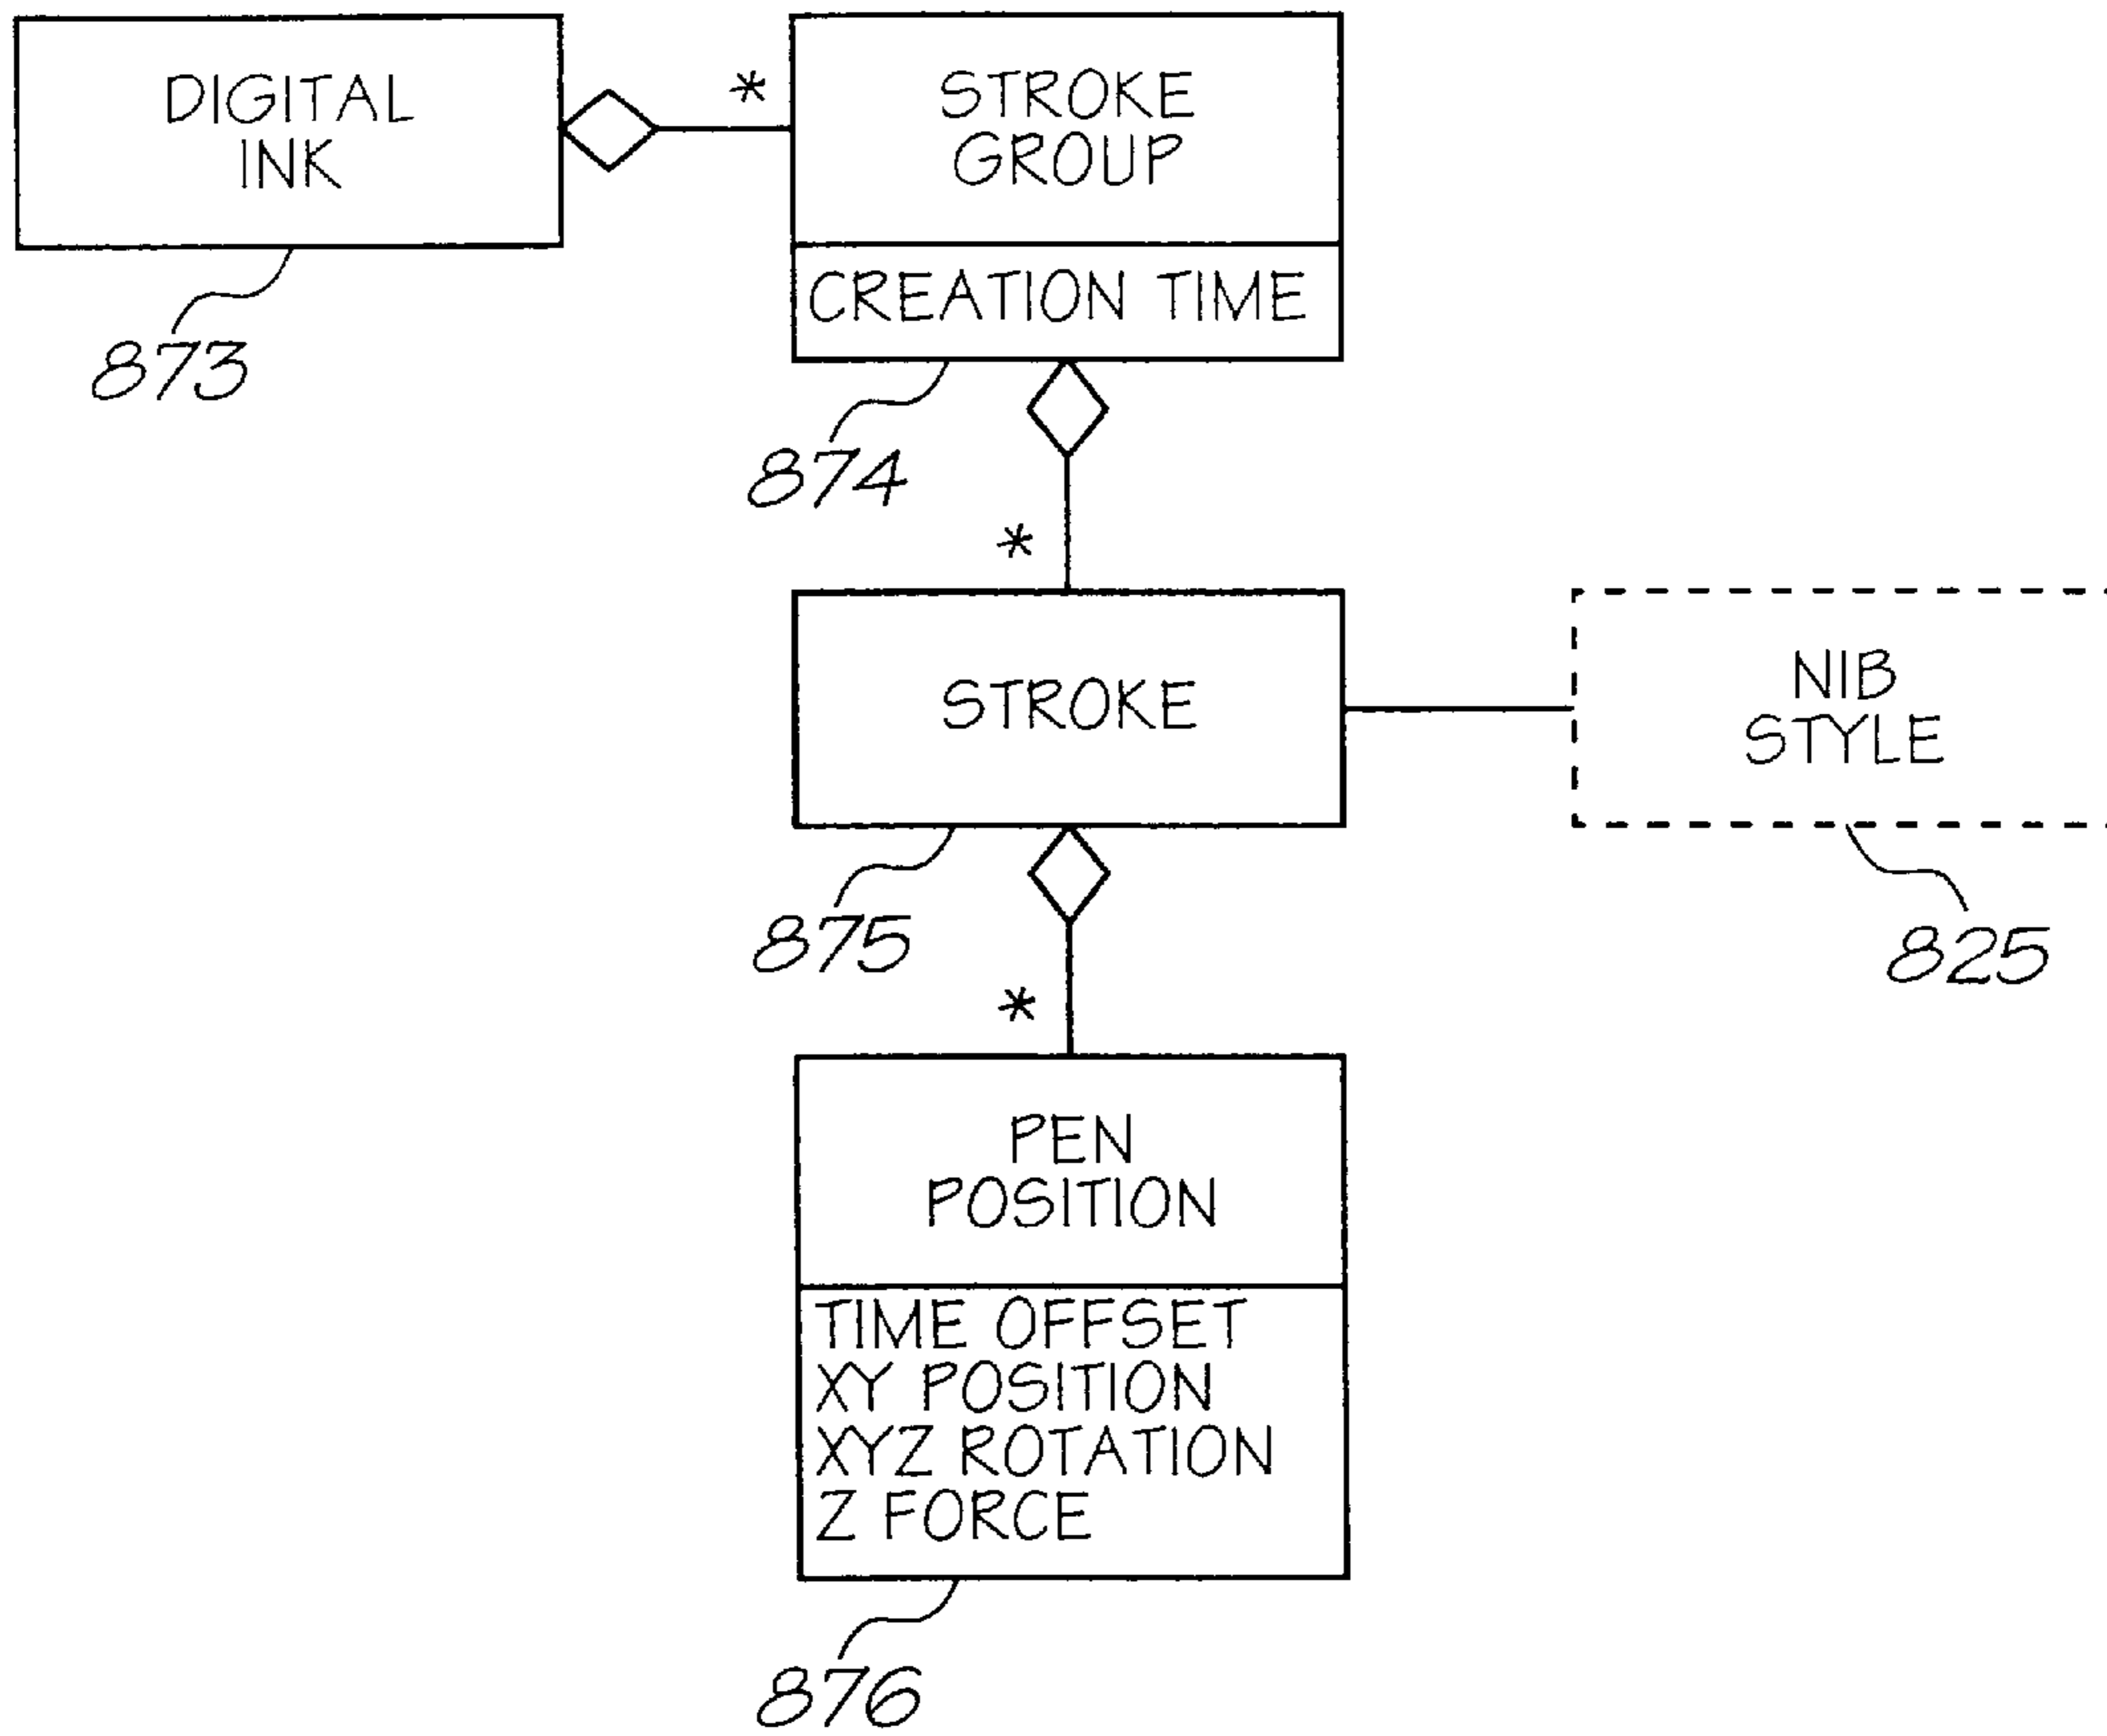 DIGITAL
INK
873
*
STROKE
GROUP
CREATION TIME
874
*
STROKE
875
NIB
STYLE
825
*
PEN
POSITION
TIME OFFSET
XY POSITION
XYZ ROTATION
Z FORCE
876